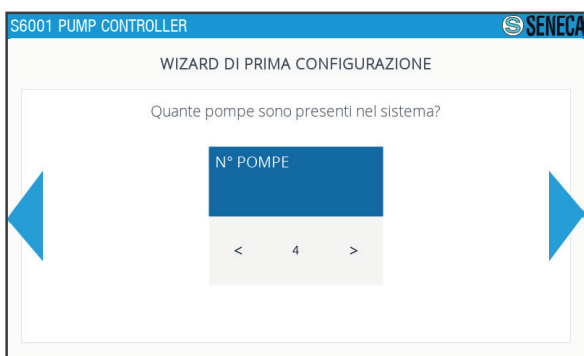 S6001 PUMP CONTROLLER
S SENECA
WIZARD DI PRIMA CONFIGURAZIONE
Quante pompe sono presenti nel sistema?
N° POMPE
< 4 >